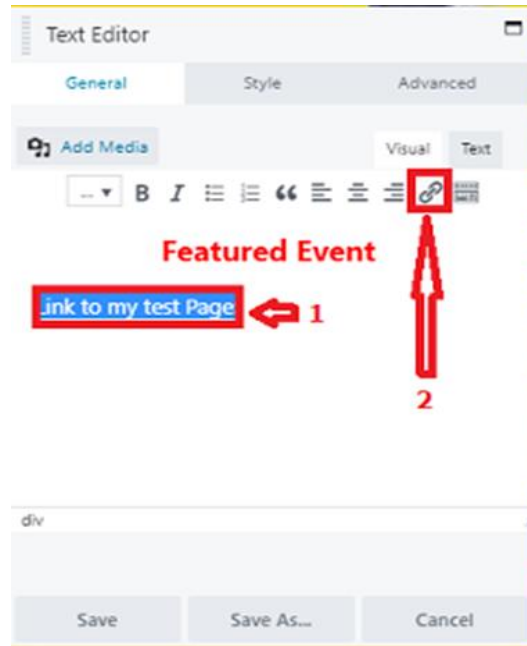 Text Editor
General Style Advanced
Add Media Visual Text
B I
Featured Event
Link to my test Page 1
2
div
Save Save As... Cancel